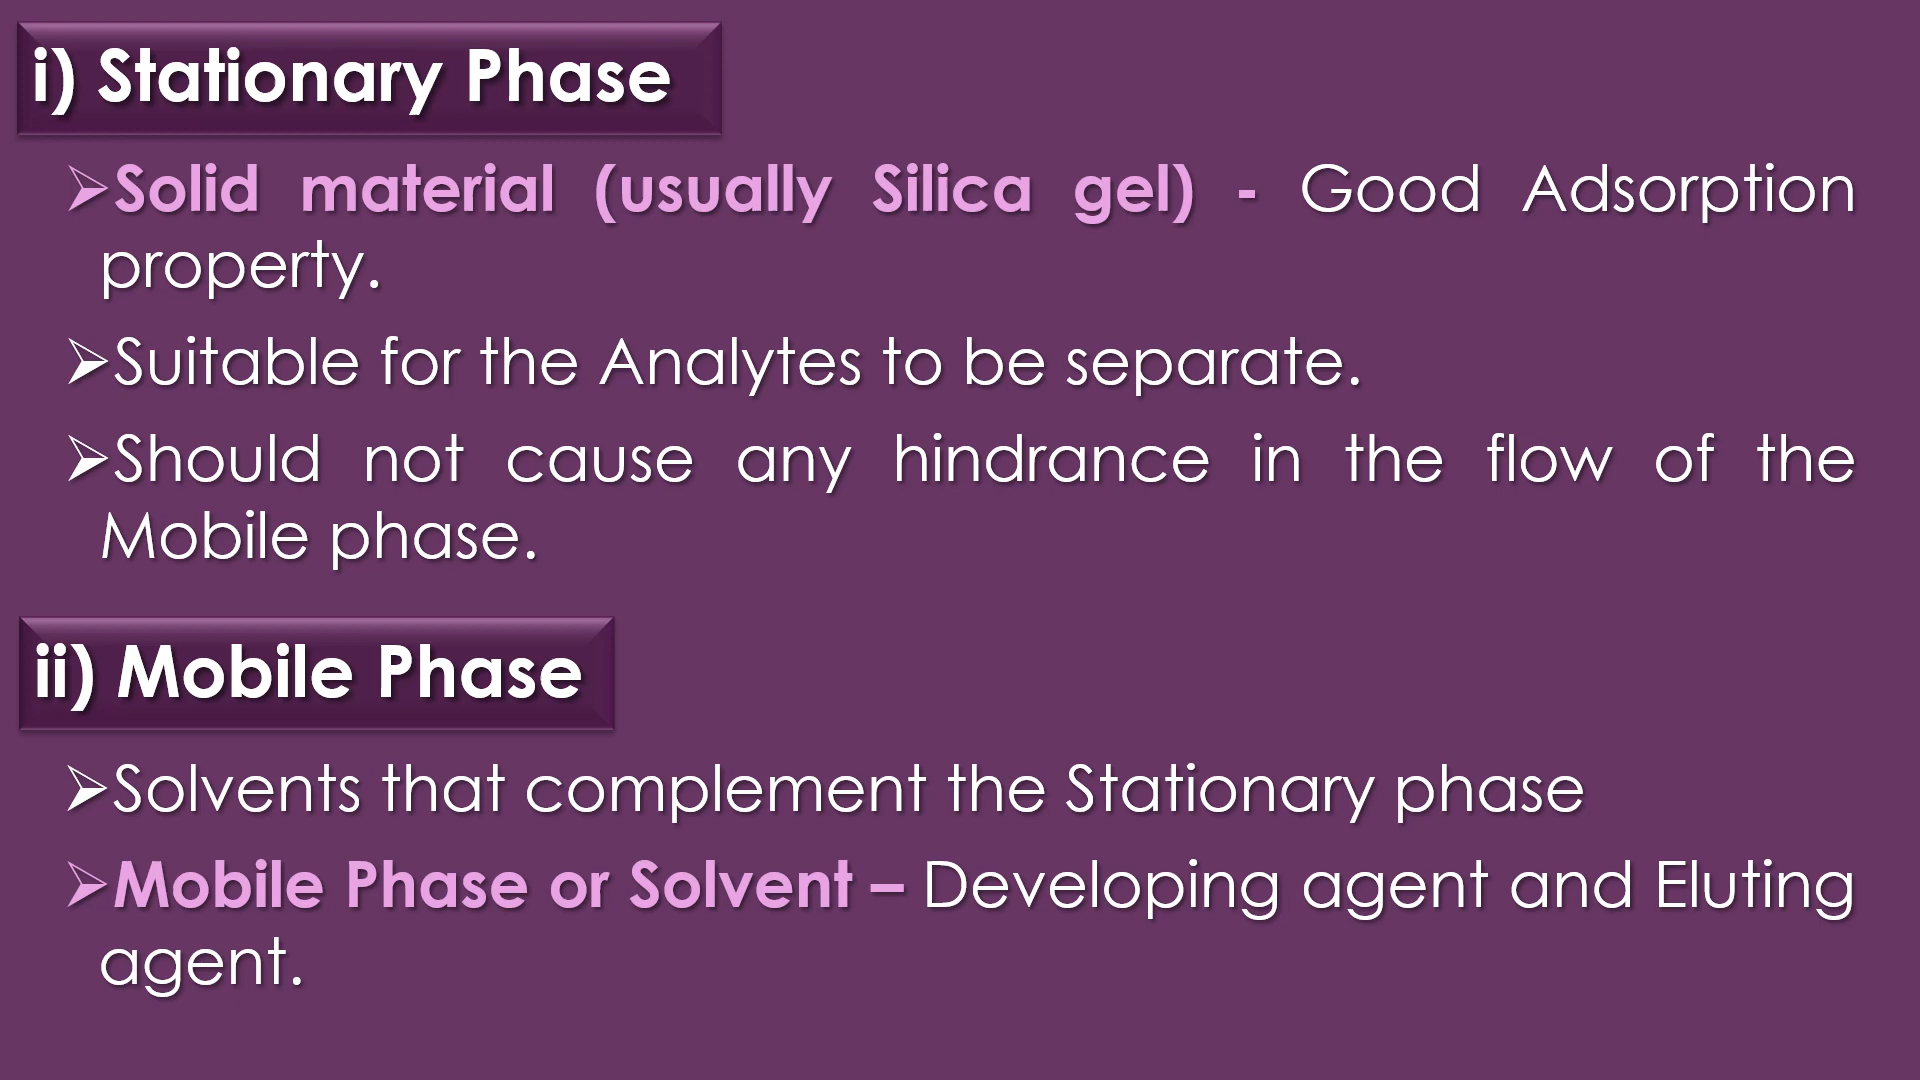 i) Stationary Phase
➢Solid material (usually Silica gel) - Good Adsorption
property.
➢Suitable for the Analytes to be separate.
➢Should not cause any hindrance in the flow of the
Mobile phase.
ii) Mobile Phase
➢Solvents that complement the Stationary phase
➢Mobile Phase or Solvent – Developing agent and Eluting
agent.